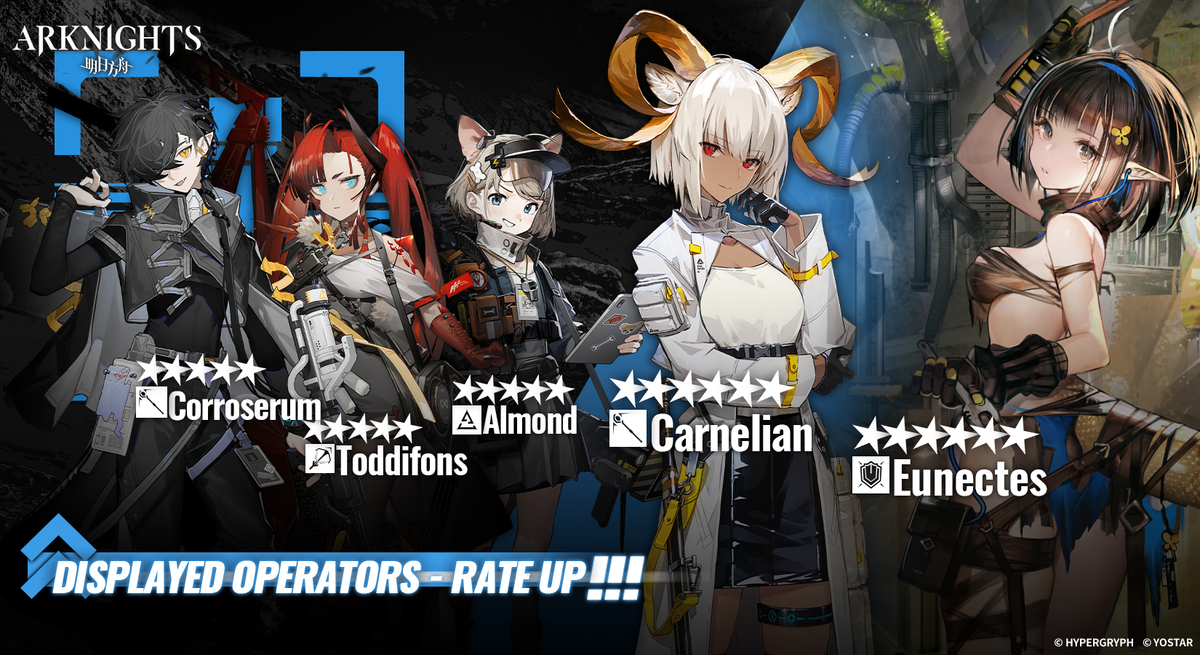 ARKNIGHTS
明日方舟
★★★★★
Corroserum
★★★★★
Toddifons
★★★★★
Almond
★★★★★★
Carnelian
★★★★★★
Eunectes
DISPLAYED OPERATORS - RATE UP!!!
© HYPERGRYPH © YOSTAR